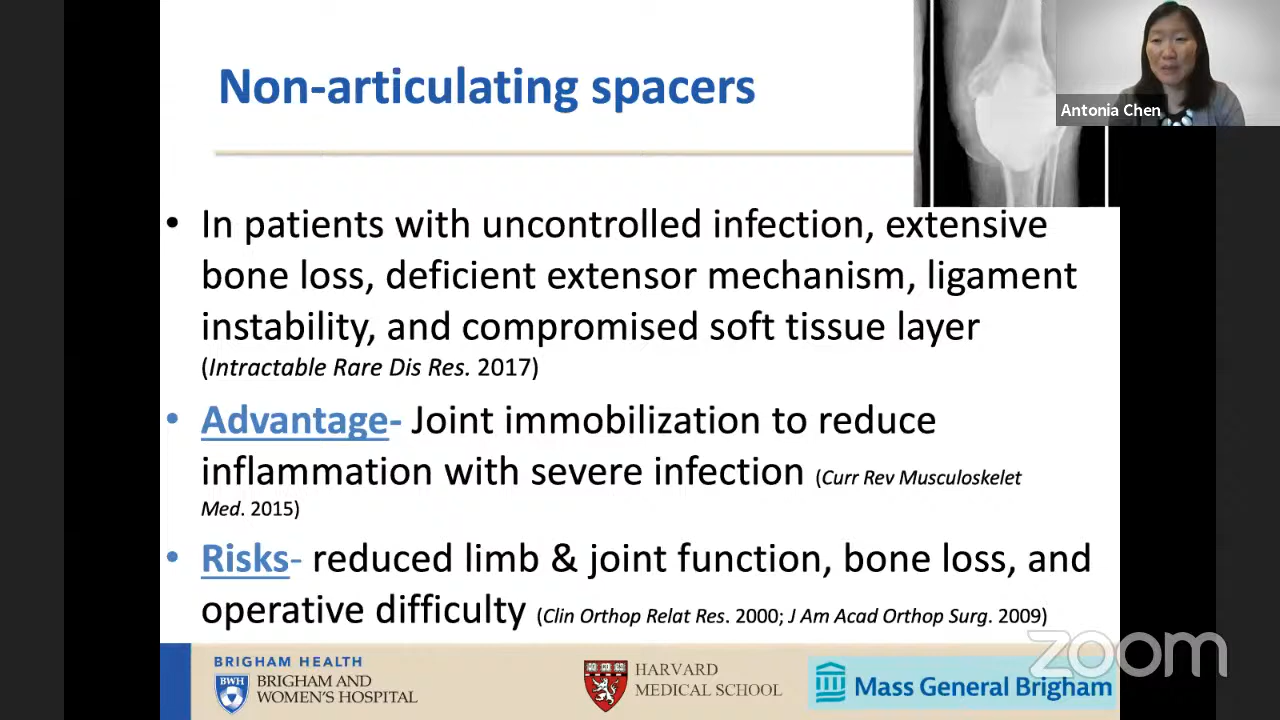 Non-articulating spacers
Antonia Chen
• In patients with uncontrolled infection, extensive
bone loss, deficient extensor mechanism, ligament
instability, and compromised soft tissue layer
(Intractable Rare Dis Res. 2017)
• Advantage- Joint immobilization to reduce
inflammation with severe infection (Curr Rev Musculoskelet
Med. 2015)
• Risks- reduced limb & joint function, bone loss, and
operative difficulty (Clin Orthop Relat Res. 2000; J Am Acad Orthop Surg. 2009)
zoom
BRIGHAM HEALTH
BWH
BRIGHAM AND
WOMEN'S HOSPITAL
HARVARD
MEDICAL SCHOOL
Mass General Brigham